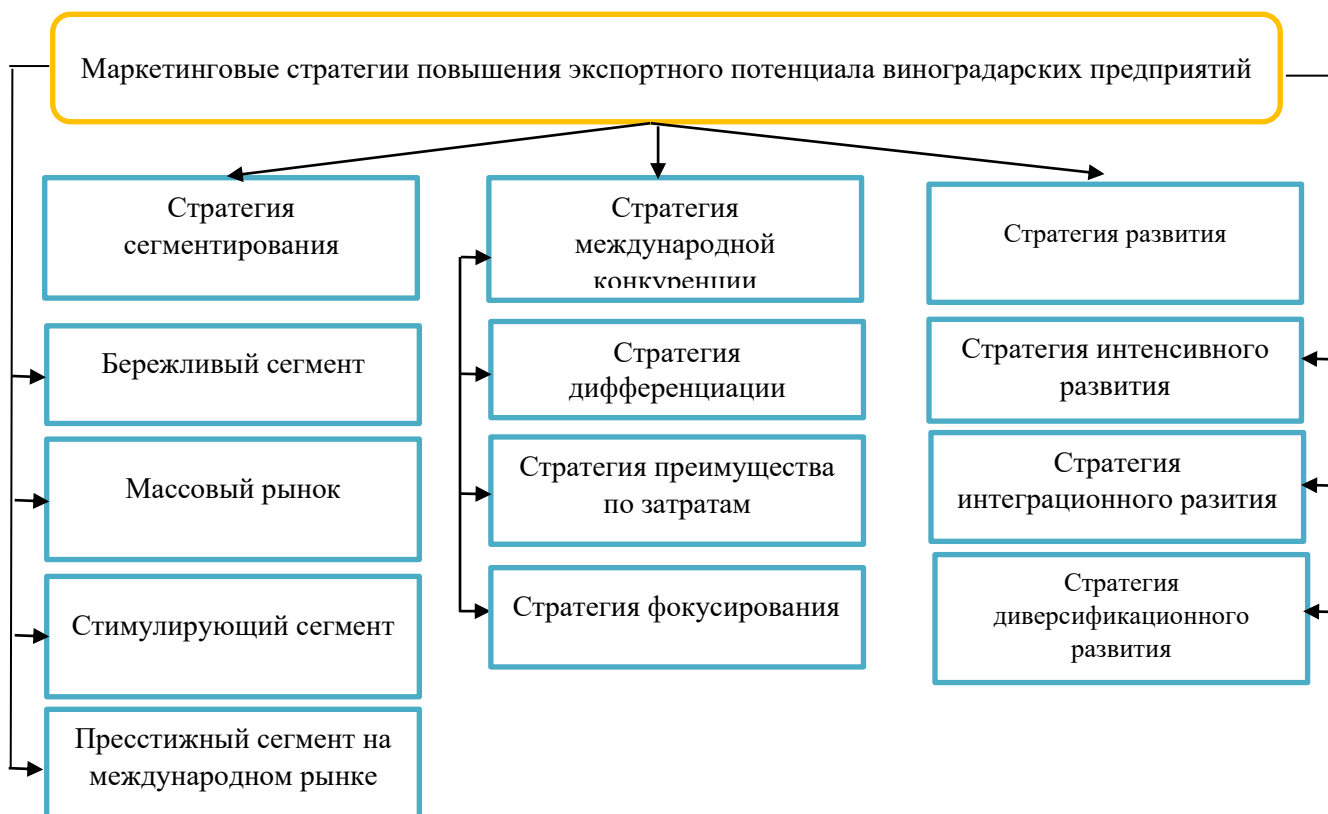 Маркетинговые стратегии повышения экспортного потенциала виноградарских предприятий
Стратегия
сегментирования
Бережливый сегмент
Массовый рынок
Стимулирующий сегмент
Пресстижный сегмент на
международном рынке
Стратегия
международной
конкуренции
Стратегия
дифференциации
Стратегия преимущества
по затратам
Стратегия фокусирования
Стратегия развития
Стратегия интенсивного
развития
Стратегия
интеграционного разития
Стратегия
диверсификационного
развития